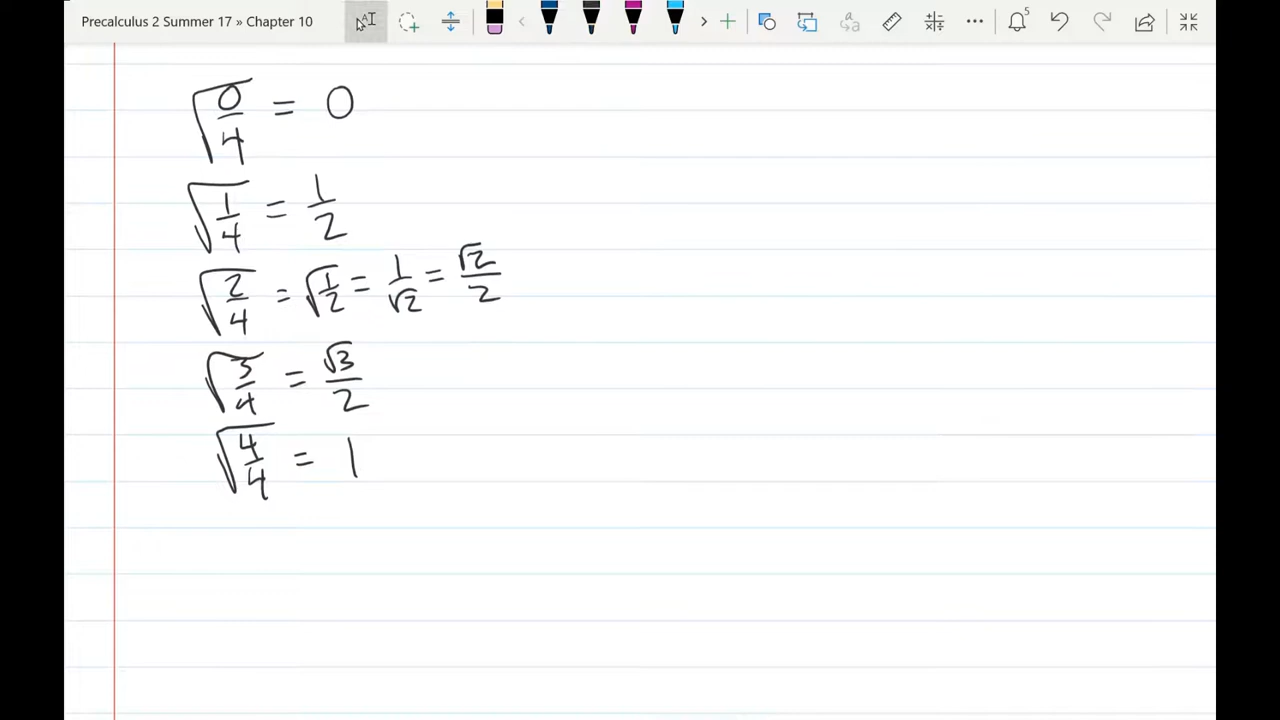 Precalculus 2 Summer 17 » Chapter 10
5
√(0/4) = 0
√(1/4) = 1/2
√(2/4) = √(1/2) = 1/√2 = √2/2
√(3/4) = √3/2
√(4/4) = 1